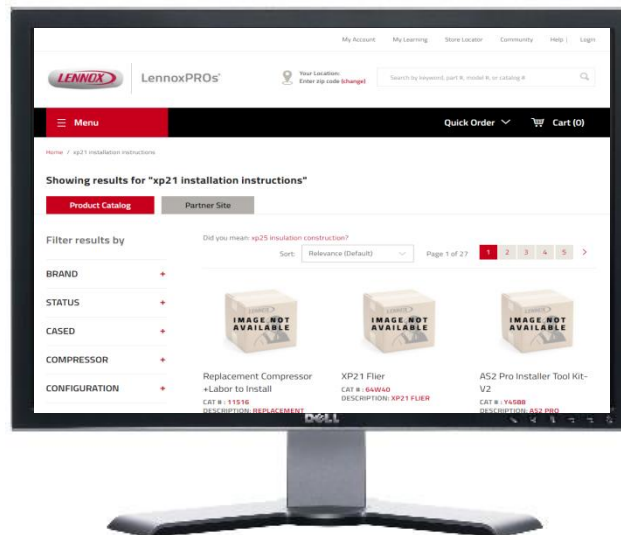 My Account My Learning Store Locator Community Help | Login
LENNOX LennoxPROs®
Your Location:
Enter zip code (change)
Search by keyword, part #, model #, or catalog #
Menu Quick Order Cart (0)
Home / xp21 installation instructions
Showing results for "xp21 installation instructions"
Product Catalog Partner Site
Filter results by
Did you mean: xp25 insulation construction?
Sort: Relevance (Default) Page 1 of 27 1 2 3 4 5 >
BRAND +
STATUS +
CASED +
COMPRESSOR +
CONFIGURATION +
IMAGE NOT
AVAILABLE
Replacement Compressor
+Labor to Install
CAT #: 11516
DESCRIPTION: REPLACEMENT
IMAGE NOT
AVAILABLE
XP21 Flier
CAT #: 64W40
DESCRIPTION: XP21 FLIER
IMAGE NOT
AVAILABLE
AS2 Pro Installer Tool Kit-
V2
CAT #: Y4588
DESCRIPTION: AS2 PRO
DELL